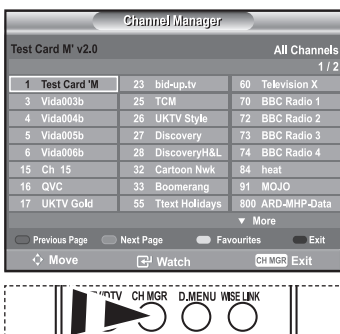 Channel Manager
Test Card M' v2.0 All Channels
1 / 2
1 Test Card 'M 23 bid-up.tv 60 Television X
3 Vida003b 25 TCM 70 BBC Radio 1
4 Vida004b 26 UKTV Style 72 BBC Radio 2
5 Vida005b 27 Discovery 73 BBC Radio 3
6 Vida006b 28 DiscoveryH&L 74 BBC Radio 4
15 Ch 15 32 Cartoon Nwk 84 heat
16 QVC 33 Boomerang 91 MOJO
17 UKTV Gold 55 Ttext Holidays 800 ARD-MHP-Data
▼ More
Previous Page Next Page Favourites Exit
Move Watch CH MGR Exit
/DTV CH MGR D.MENU WISE LINK